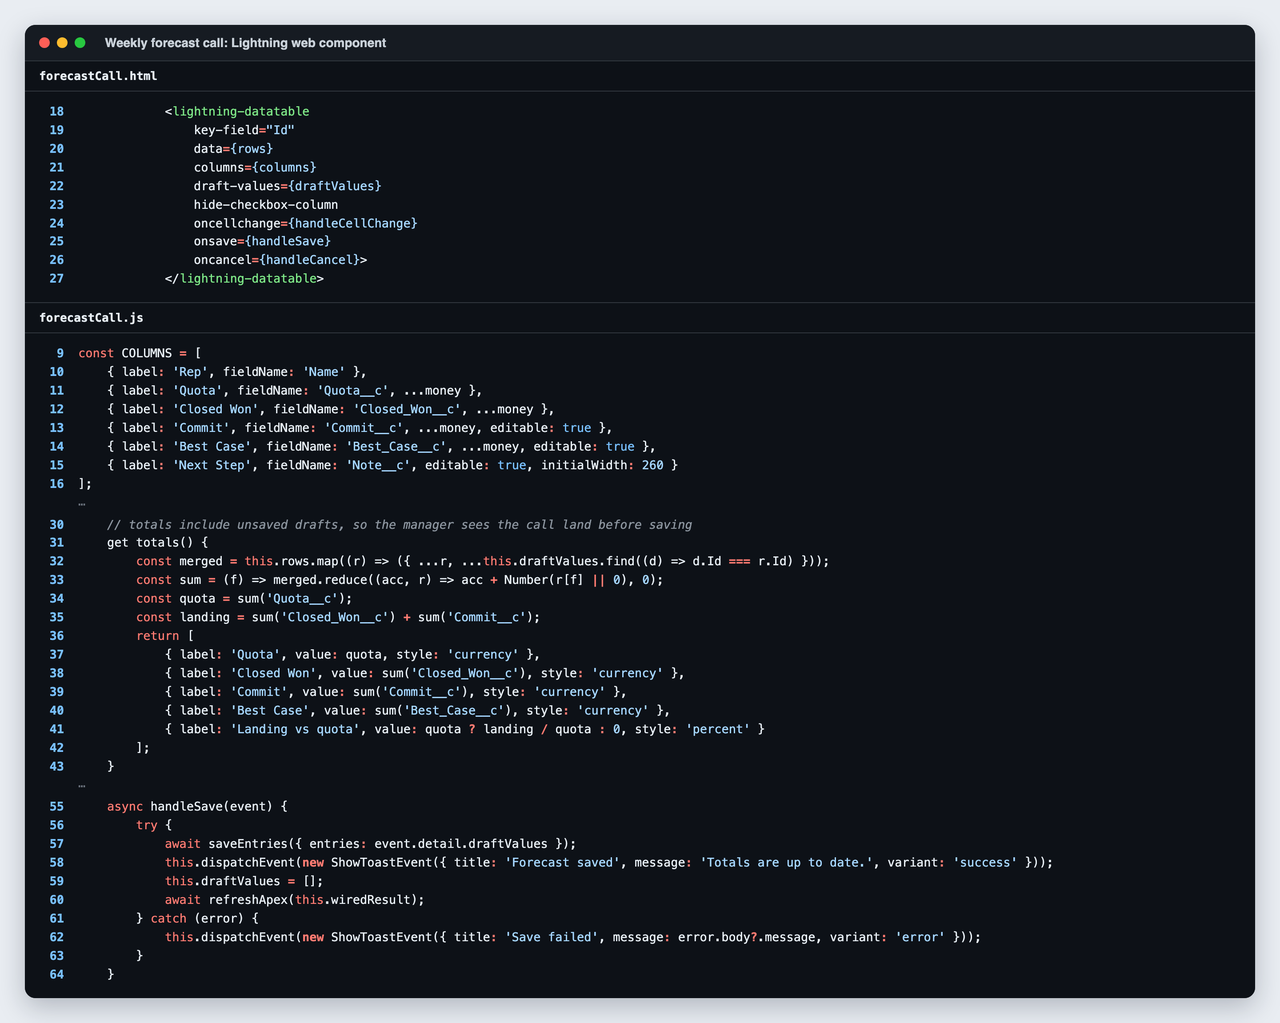 Weekly forecast call: Lightning web component
forecastCall.html
18 <lightning-datatable
19 key-field="Id"
20 data={rows}
21 columns={columns}
22 draft-values={draftValues}
23 hide-checkbox-column
24 oncellchange={handleCellChange}
25 onsave={handleSave}
26 oncancel={handleCancel}>
27 </lightning-datatable>
forecastCall.js
9 const COLUMNS = [
10 { label: 'Rep', fieldName: 'Name' },
11 { label: 'Quota', fieldName: 'Quota__c', ...money },
12 { label: 'Closed Won', fieldName: 'Closed_Won__c', ...money },
13 { label: 'Commit', fieldName: 'Commit__c', ...money, editable: true },
14 { label: 'Best Case', fieldName: 'Best_Case__c', ...money, editable: true },
15 { label: 'Next Step', fieldName: 'Note__c', editable: true, initialWidth: 260 }
16 ];
…
30 // totals include unsaved drafts, so the manager sees the call land before saving
31 get totals() {
32 const merged = this.rows.map((r) => ({ ...r, ...this.draftValues.find((d) => d.Id === r.Id) }));
33 const sum = (f) => merged.reduce((acc, r) => acc + Number(r[f] || 0), 0);
34 const quota = sum('Quota__c');
35 const landing = sum('Closed_Won__c') + sum('Commit__c');
36 return [
37 { label: 'Quota', value: quota, style: 'currency' },
38 { label: 'Closed Won', value: sum('Closed_Won__c'), style: 'currency' },
39 { label: 'Commit', value: sum('Commit__c'), style: 'currency' },
40 { label: 'Best Case', value: sum('Best_Case__c'), style: 'currency' },
41 { label: 'Landing vs quota', value: quota ? landing / quota : 0, style: 'percent' }
42 ];
43 }
…
55 async handleSave(event) {
56 try {
57 await saveEntries({ entries: event.detail.draftValues });
58 this.dispatchEvent(new ShowToastEvent({ title: 'Forecast saved', message: 'Totals are up to date.', variant: 'success' }));
59 this.draftValues = [];
60 await refreshApex(this.wiredResult);
61 } catch (error) {
62 this.dispatchEvent(new ShowToastEvent({ title: 'Save failed', message: error.body?.message, variant: 'error' }));
63 }
64 }